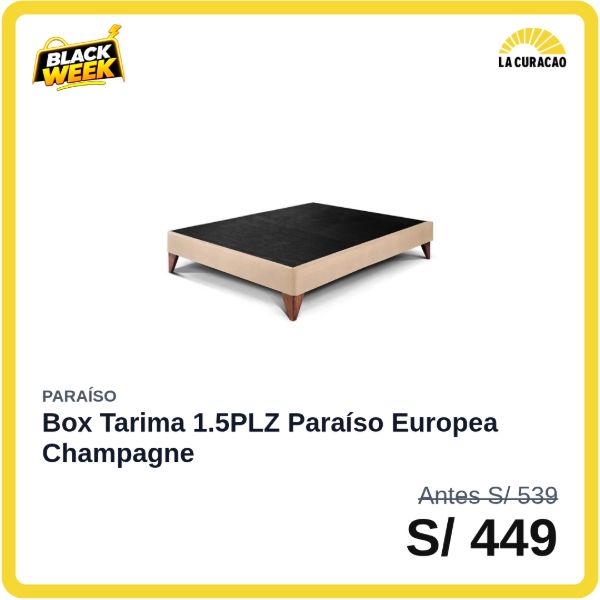 BLACK
WEEK
LA CURACAO
PARAÍSO
Box Tarima 1.5PLZ Paraíso Europea
Champagne
Antes S/ 539
S/ 449